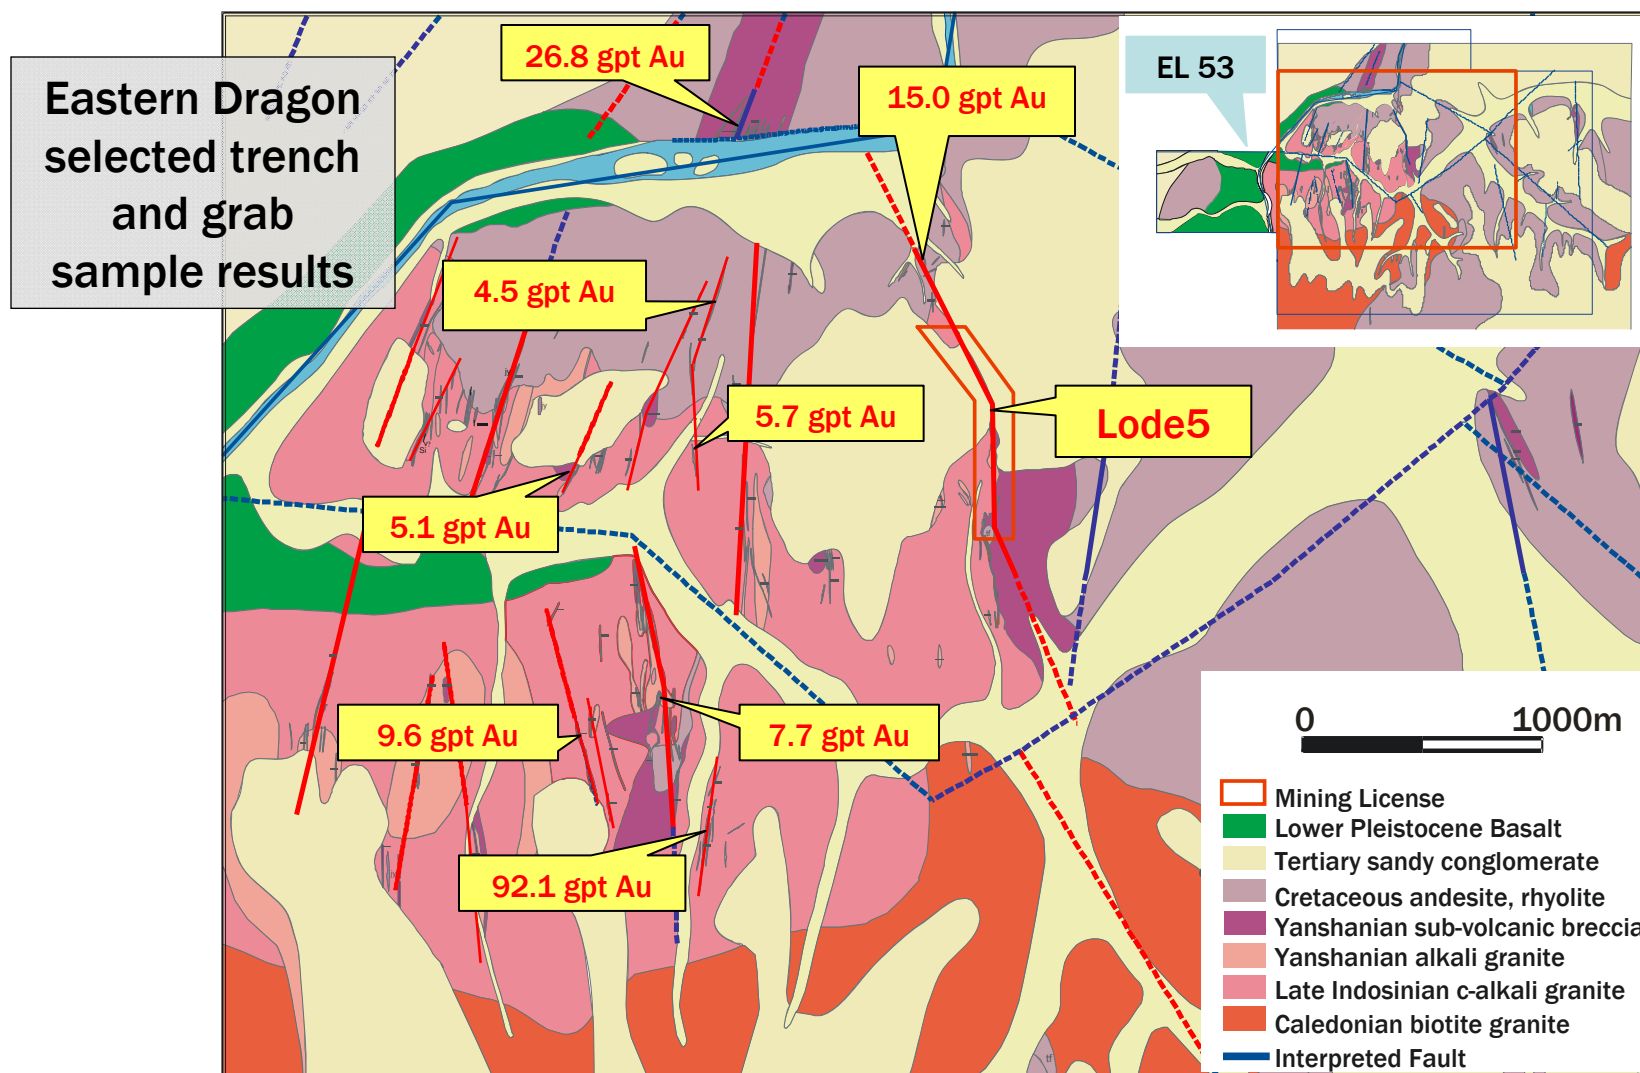 Eastern Dragon
selected trench
and grab
sample results
26.8 gpt Au
15.0 gpt Au
EL 53
4.5 gpt Au
5.7 gpt Au
Lode5
5.1 gpt Au
9.6 gpt Au
7.7 gpt Au
92.1 gpt Au
0 1000m
Mining License
Lower Pleistocene Basalt
Tertiary sandy conglomerate
Cretaceous andesite, rhyolite
Yanshanian sub-volcanic breccia
Yanshanian alkali granite
Late Indosinian c-alkali granite
Caledonian biotite granite
Interpreted Fault